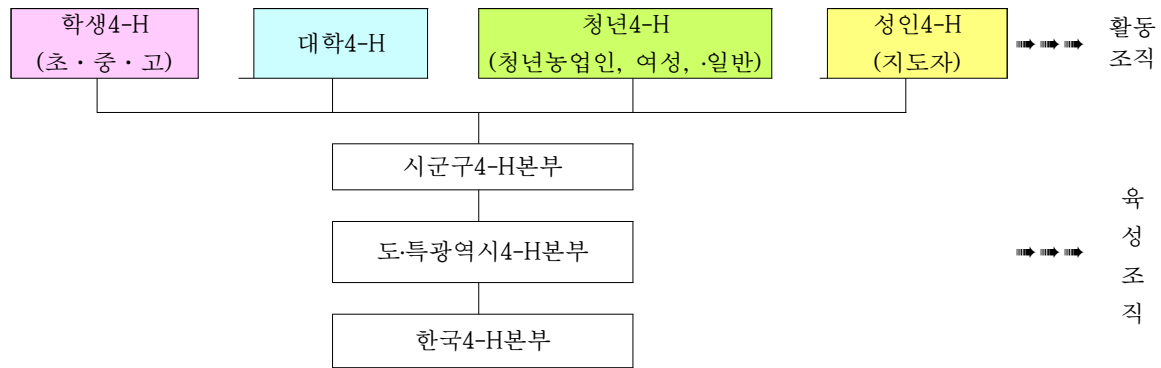 학생4-H
(초·중·고)
대학4-H
청년4-H
(청년농업인, 여성, ·일반)
성인4-H
(지도자)
활동
조직
시군구4-H본부
도·특광역시4-H본부
한국4-H본부
육
성
조
직